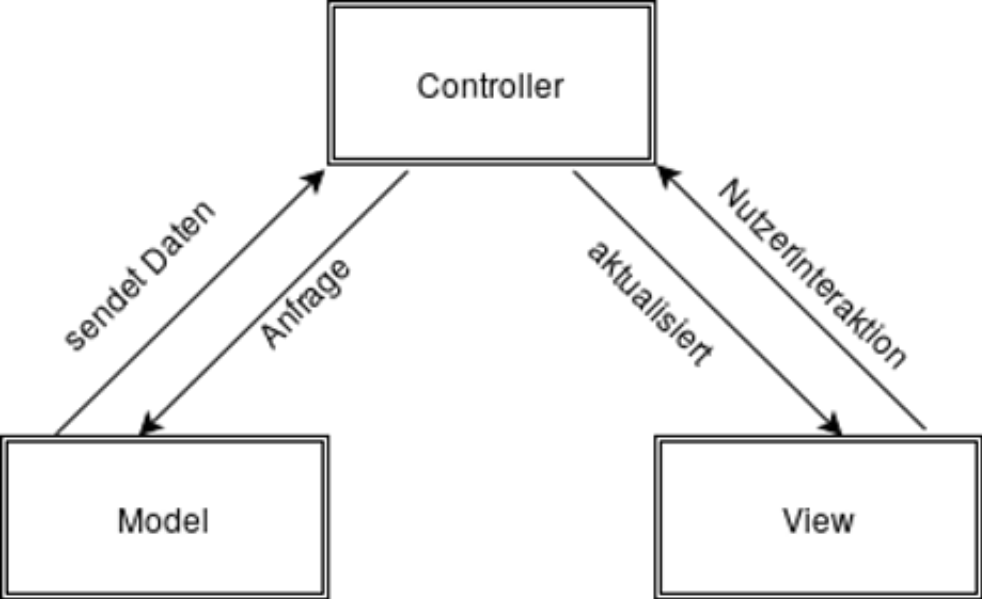 Controller
sendet Daten
Anfrage
aktualisiert
Nutzerinteraktion
Model
View